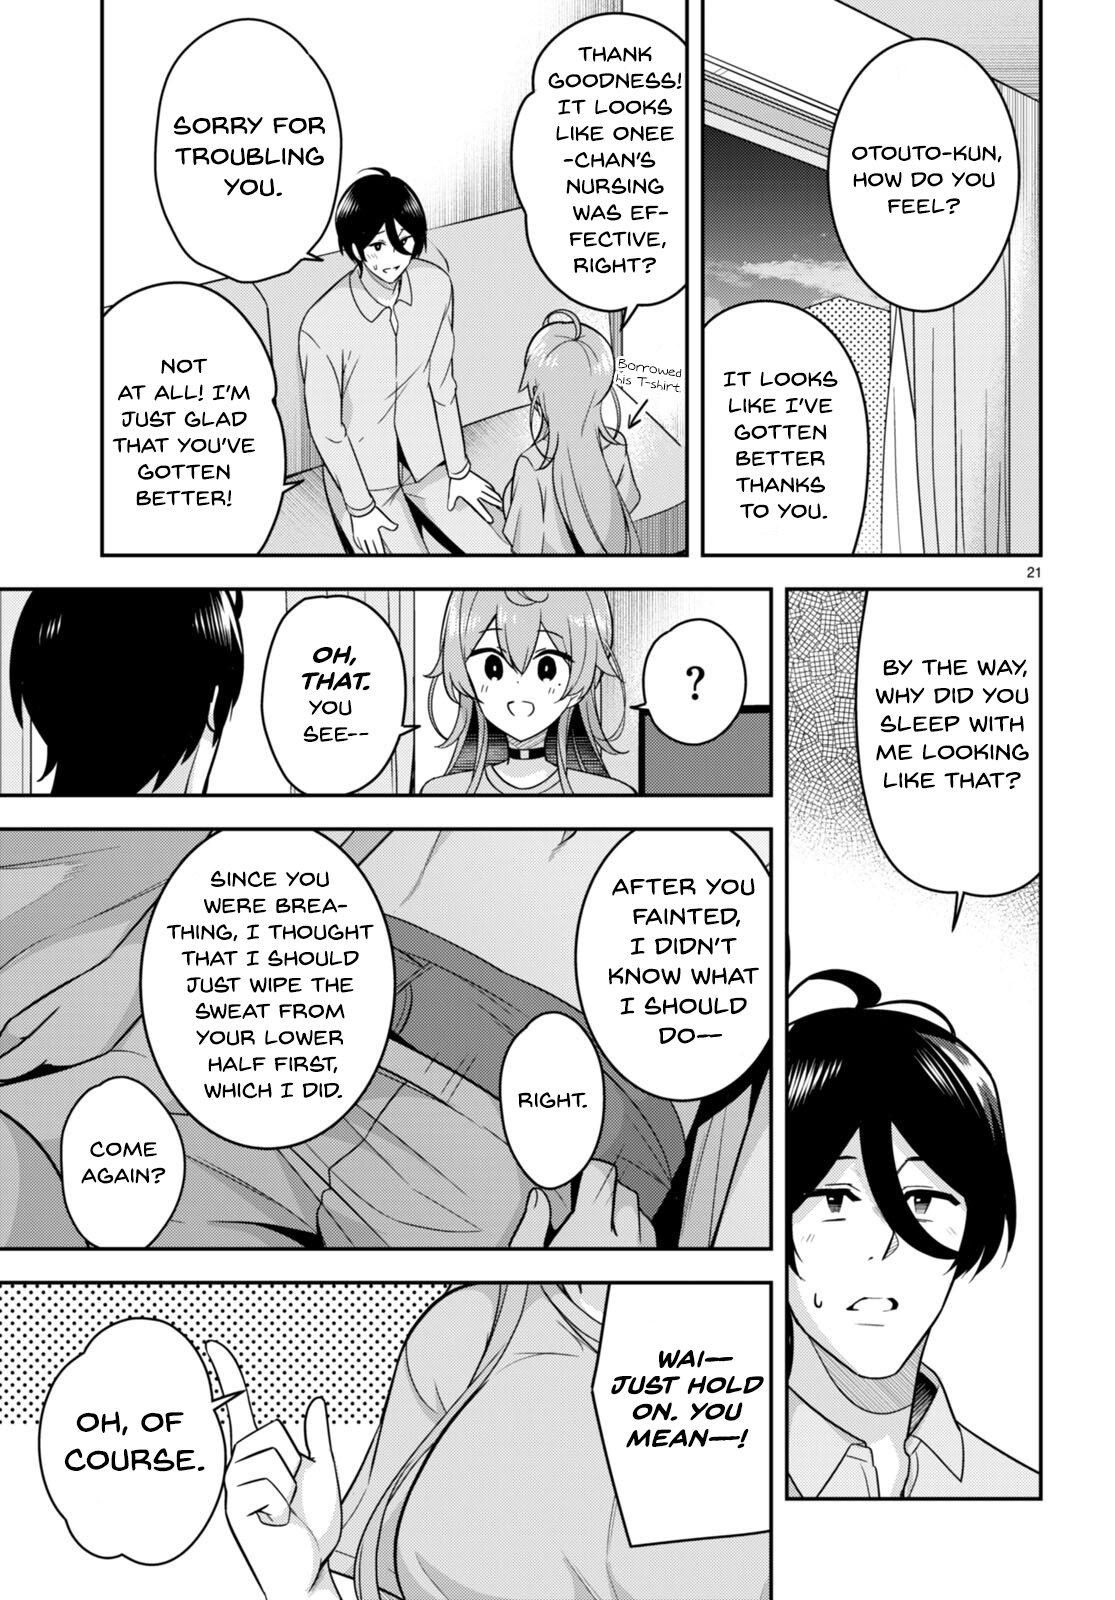 OTOUTO-KUN,
HOW DO YOU
FEEL?
IT LOOKS
LIKE I'VE
GOTTEN
BETTER
THANKS
TO YOU.
THANK
GOODNESS!
IT LOOKS
LIKE ONEE
-CHAN'S
NURSING
WAS EF-
FECTIVE,
RIGHT?
Borrowed
his T-shirt
SORRY FOR
TROUBLING
YOU.
NOT
AT ALL! I'M
JUST GLAD
THAT YOU'VE
GOTTEN
BETTER!
21
BY THE WAY,
WHY DID YOU
SLEEP WITH
ME LOOKING
LIKE THAT?
?
OH,
THAT.
YOU
SEE--
AFTER YOU
FAINTED,
I DIDN'T
KNOW WHAT
I SHOULD
DO—
RIGHT.
SINCE YOU
WERE BREA-
THING, I THOUGHT
THAT I SHOULD
JUST WIPE THE
SWEAT FROM
YOUR LOWER
HALF FIRST,
WHICH I DID.
COME
AGAIN?
WAI—
JUST HOLD
ON. YOU
MEAN—!
OH, OF
COURSE.